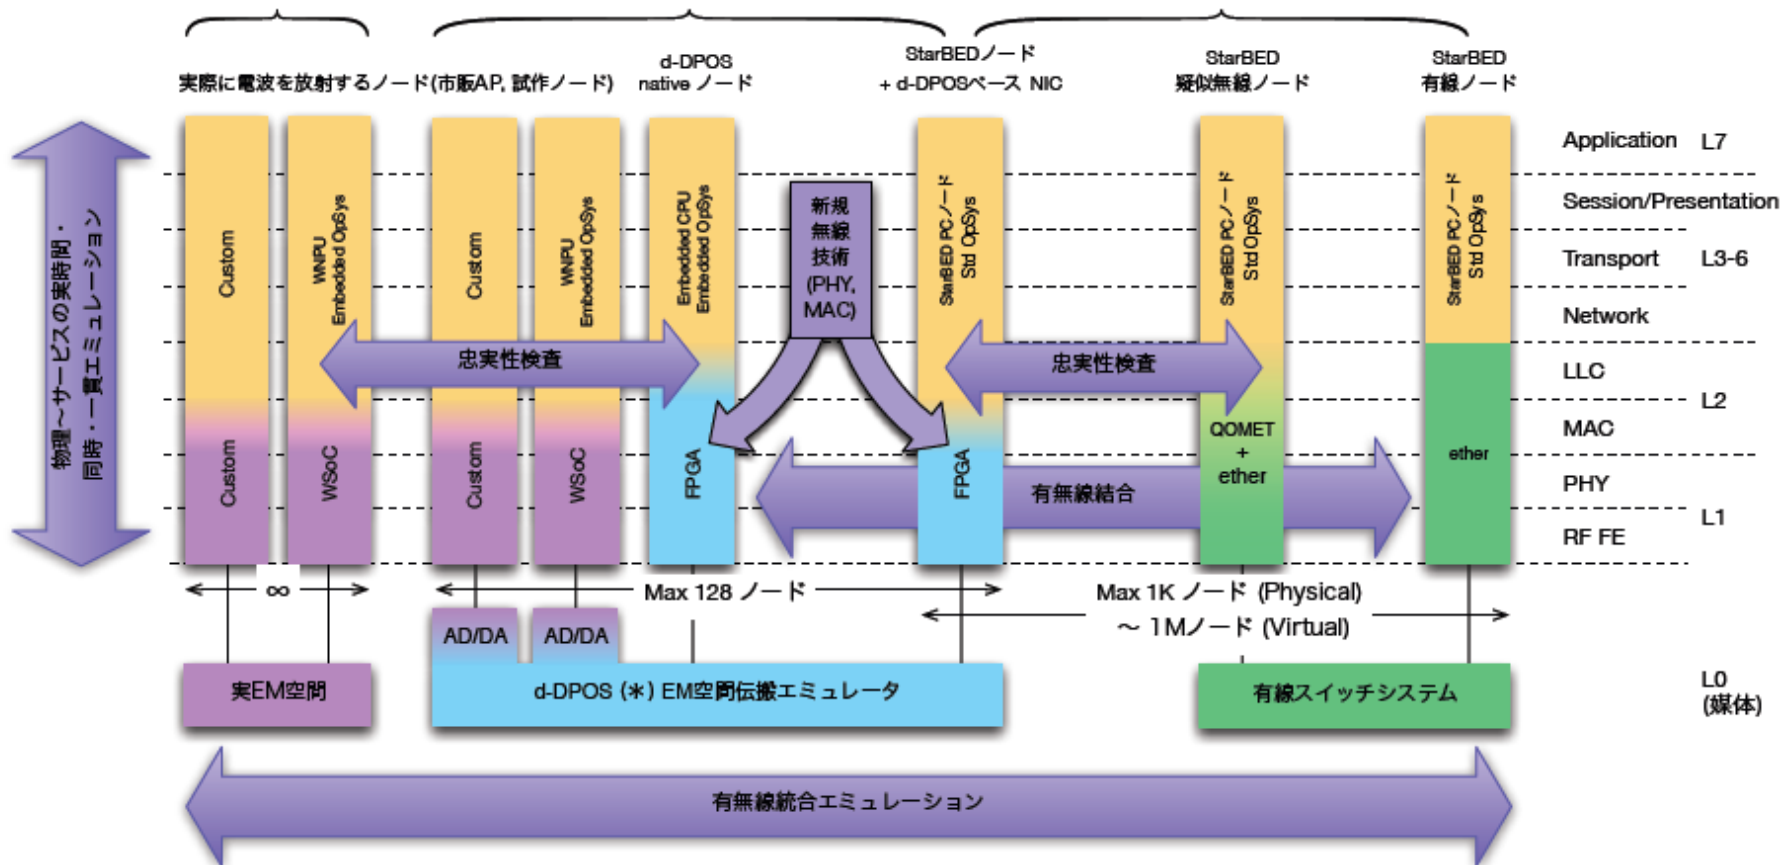 実際に電波を放射するノード(市販AP, 試作ノード)
d-DPOS
native ノード
StarBEDノード
+ d-DPOSベース NIC
StarBED
疑似無線ノード
StarBED
有線ノード
物理～サービスの実時間・
同時・一貫エミュレーション
Custom
WNPU
Embedded OpSys
Custom
WNPU
Embedded OpSys
Embedded CPU
Embedded OpSys
新規
無線
技術
(PHY,
MAC)
StarBED PCノード
Std OpSys
StarBED PCノード
Std OpSys
StarBED PCノード
Std OpSys
Application L7
Session/Presentation
Transport L3-6
Network
LLC
L2
MAC
PHY
L1
RF FE
忠実性検査
忠実性検査
Custom
WSoC
Custom
WSoC
FPGA
FPGA
QOMET
+
ether
ether
有無線結合
∞
Max 128 ノード
Max 1K ノード (Physical)
～ 1Mノード (Virtual)
AD/DA
AD/DA
実EM空間
d-DPOS (＊) EM空間伝搬エミュレータ
有線スイッチシステム
L0
(媒体)
有無線統合エミュレーション